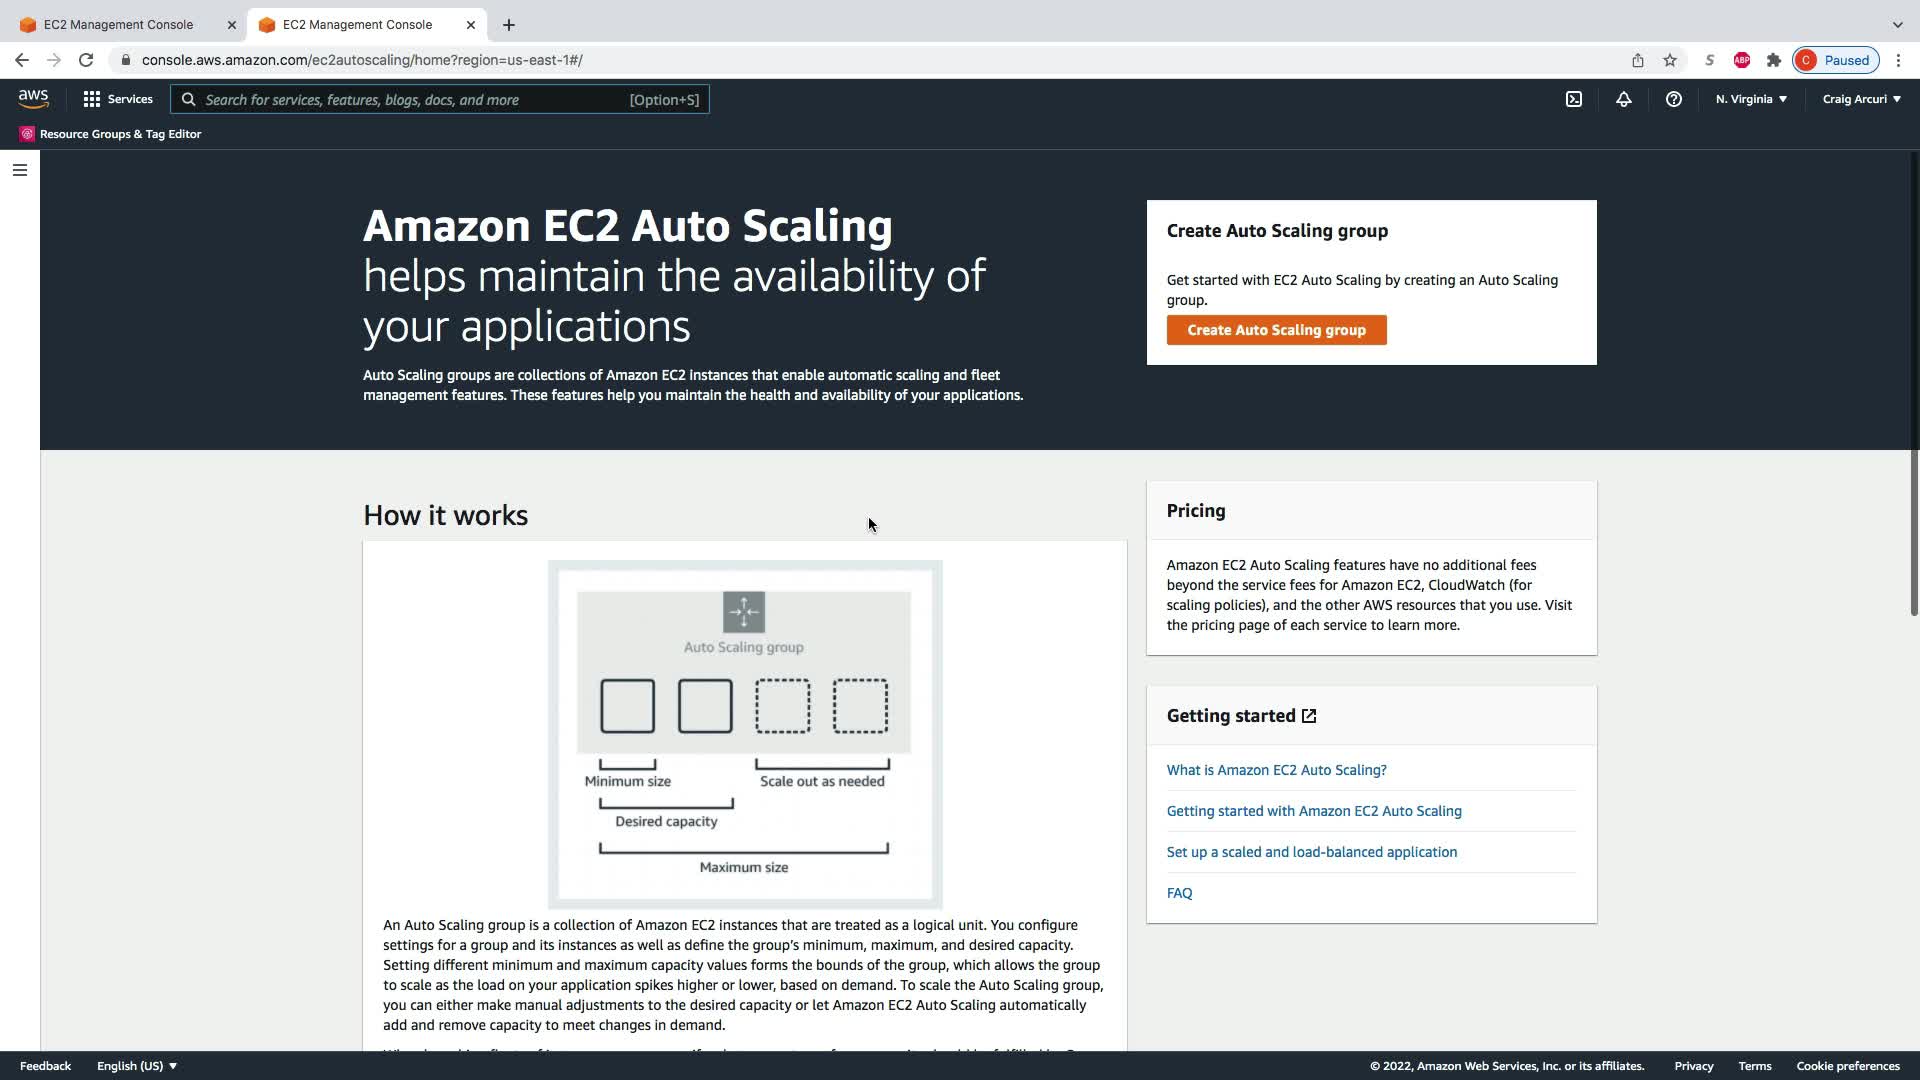 EC2 Management Console
EC2 Management Console
console.aws.amazon.com/ec2autoscaling/home?region=us-east-1#/
S
ABP
C
Paused
aws
Services
Search for services, features, blogs, docs, and more
[Option+S]
N. Virginia
Craig Arcuri
Resource Groups & Tag Editor
Amazon EC2 Auto Scaling
helps maintain the availability of
your applications
Auto Scaling groups are collections of Amazon EC2 instances that enable automatic scaling and fleet
management features. These features help you maintain the health and availability of your applications.
Create Auto Scaling group
Get started with EC2 Auto Scaling by creating an Auto Scaling
group.
Create Auto Scaling group
How it works
Auto Scaling group
Minimum size
Scale out as needed
Desired capacity
Maximum size
An Auto Scaling group is a collection of Amazon EC2 instances that are treated as a logical unit. You configure
settings for a group and its instances as well as define the group's minimum, maximum, and desired capacity.
Setting different minimum and maximum capacity values forms the bounds of the group, which allows the group
to scale as the load on your application spikes higher or lower, based on demand. To scale the Auto Scaling group,
you can either make manual adjustments to the desired capacity or let Amazon EC2 Auto Scaling automatically
add and remove capacity to meet changes in demand.
Pricing
Amazon EC2 Auto Scaling features have no additional fees
beyond the service fees for Amazon EC2, CloudWatch (for
scaling policies), and the other AWS resources that you use. Visit
the pricing page of each service to learn more.
Getting started
What is Amazon EC2 Auto Scaling?
Getting started with Amazon EC2 Auto Scaling
Set up a scaled and load-balanced application
FAQ
Feedback
English (US)
© 2022, Amazon Web Services, Inc. or its affiliates.
Privacy
Terms
Cookie preferences